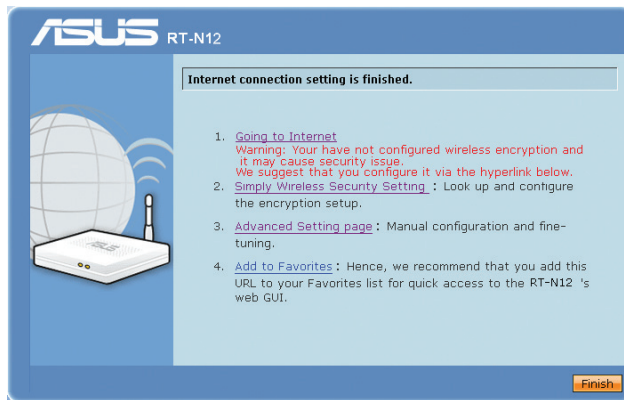 ASUS RT-N12
Internet connection setting is finished.
1. Going to Internet
Warning: Your have not configured wireless encryption and
it may cause security issue.
We suggest that you configure it via the hyperlink below.
2. Simply Wireless Security Setting : Look up and configure
the encryption setup.
3. Advanced Setting page : Manual configuration and fine-
tuning.
4. Add to Favorites : Hence, we recommend that you add this
URL to your Favorites list for quick access to the RT-N12 's
web GUI.
ASUS
Finish